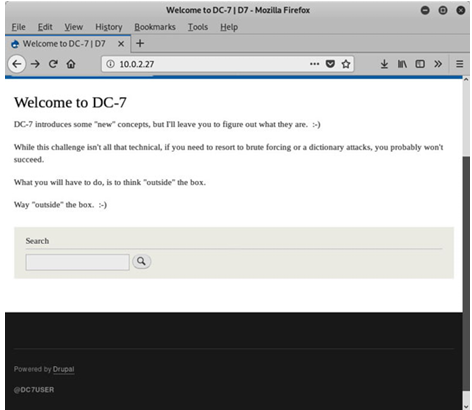 Welcome to DC-7 | D7 - Mozilla Firefox
File Edit View History Bookmarks Tools Help
Welcome to DC-7 | D7 × +
10.0.2.27
Welcome to DC-7
DC-7 introduces some "new" concepts, but I'll leave you to figure out what they are. :-)
While this challenge isn't all that technical, if you need to resort to brute forcing or a dictionary attacks, you probably won't
succeed.
What you will have to do, is to think "outside" the box.
Way "outside" the box. :-)
Search
Powered by Drupal
@DC7USER